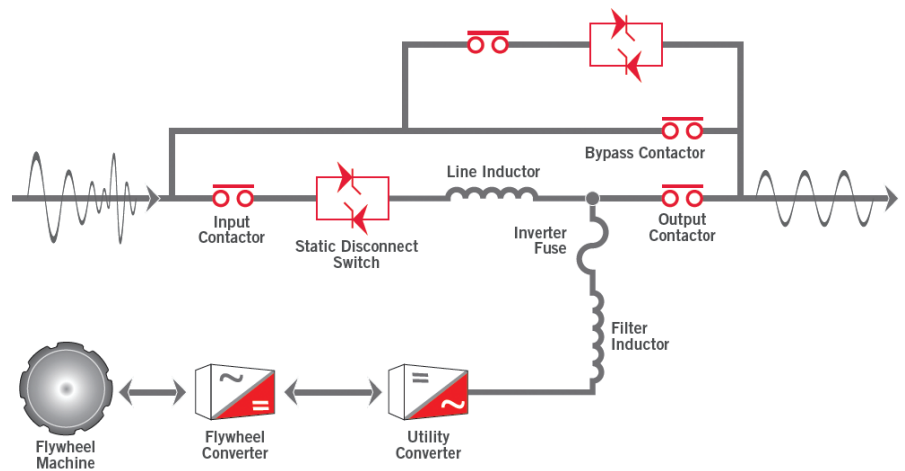 Bypass Contactor
Line Inductor
Input
Contactor
Static Disconnect
Switch
Inverter
Fuse
Output
Contactor
Filter
Inductor
Flywheel
Machine
Flywheel
Converter
Utility
Converter